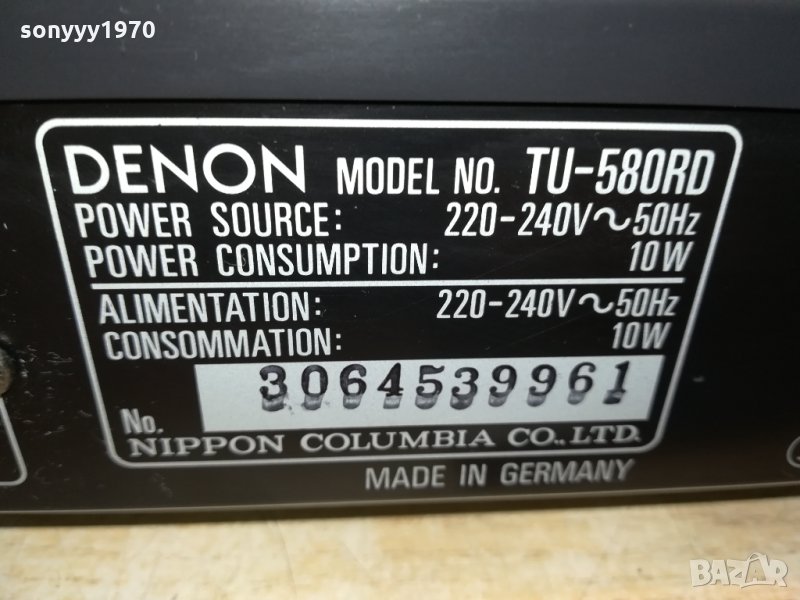 sonyyy1970
DENON MODEL NO. TU-580RD
POWER SOURCE: 220-240V~50Hz
POWER CONSUMPTION: 10W
ALIMENTATION: 220-240V~50Hz
CONSOMMATION: 10W
No. 3064539961
NIPPON COLUMBIA CO., LTD.
MADE IN GERMANY
BAZAR